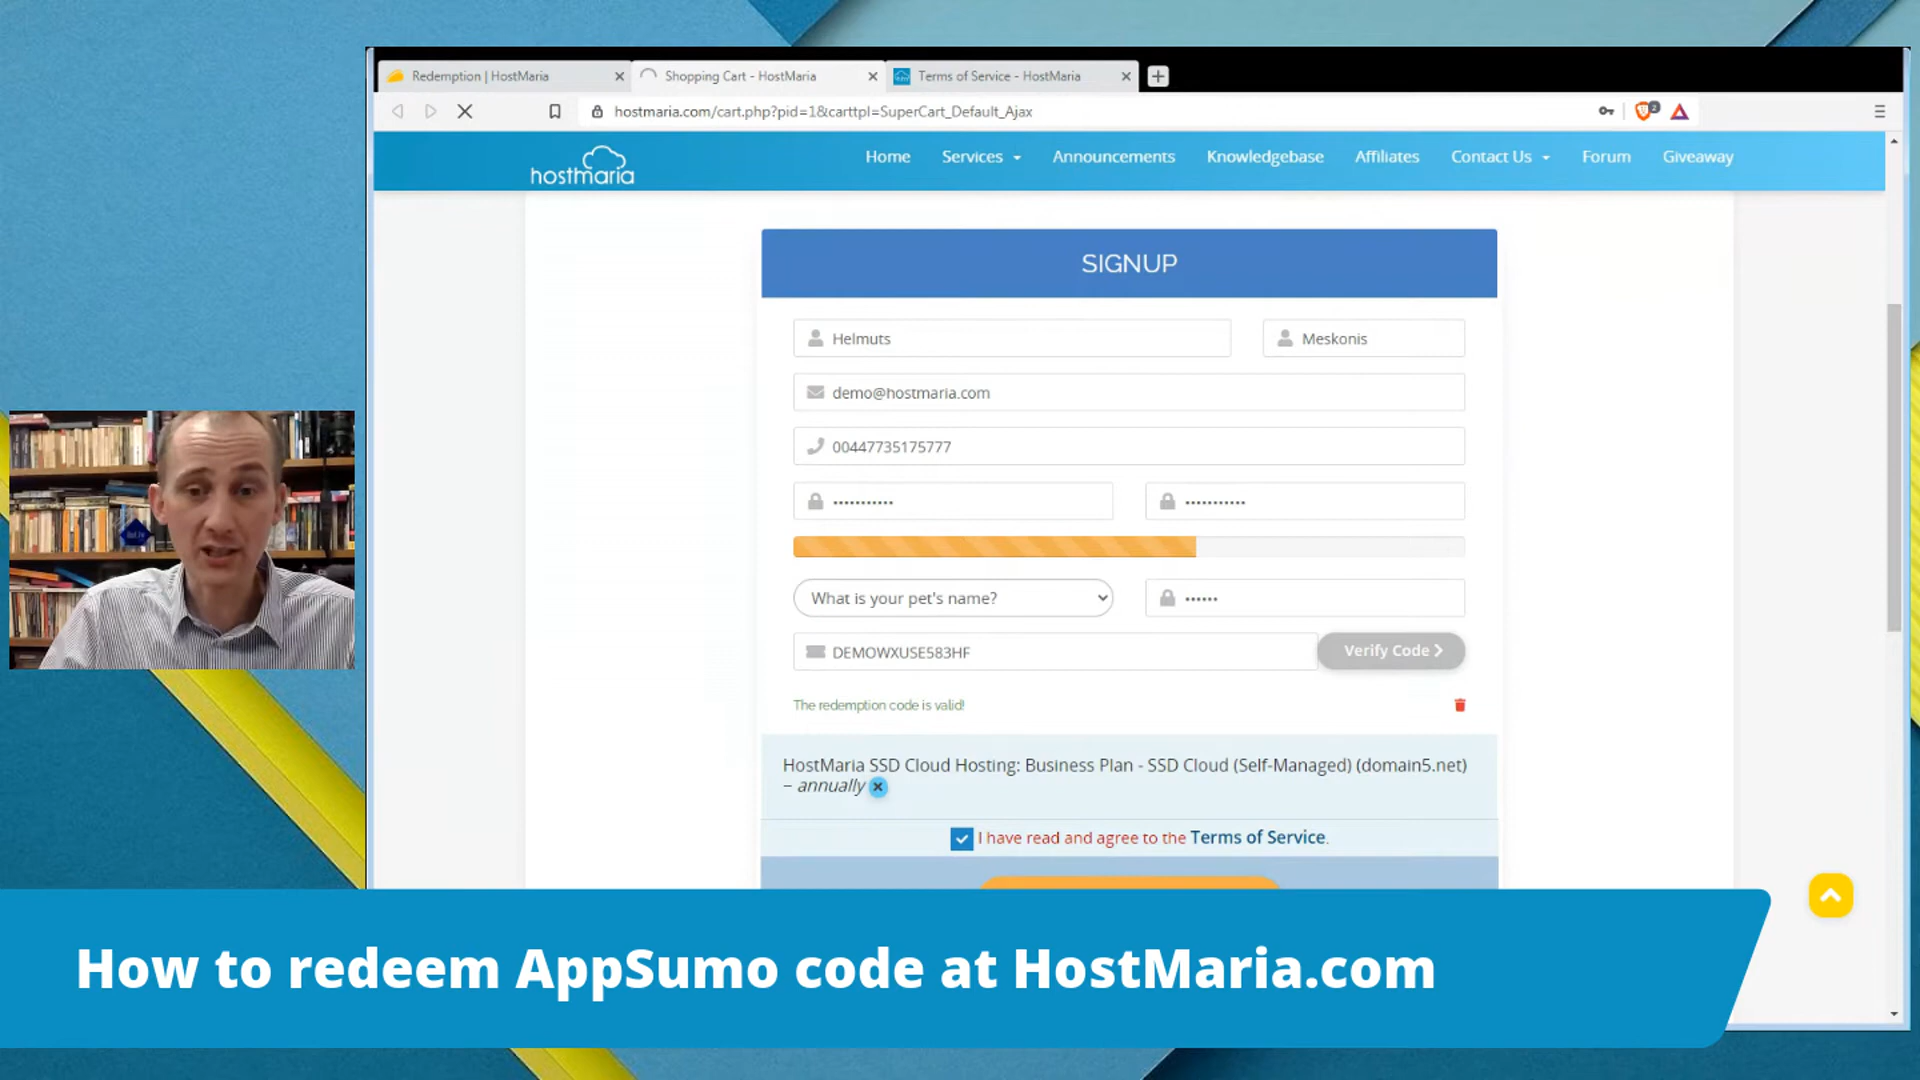 Redemption | HostMaria
Shopping Cart - HostMaria
Terms of Service - HostMaria
hostmaria.com/cart.php?pid=1&carttpl=SuperCart_Default_Ajax
2
hostmaria
Home
Services
Announcements
Knowledgebase
Affiliates
Contact Us
Forum
Giveaway
SIGNUP
Helmuts
Meskonis
demo@hostmaria.com
00447735175777
•••••••••••
•••••••••••
What is your pet's name?
••••••
DEMOWXUSE583HF
Verify Code
The redemption code is valid!
HostMaria SSD Cloud Hosting: Business Plan - SSD Cloud (Self-Managed) (domain5.net)
– annually
I have read and agree to the Terms of Service.
How to redeem AppSumo code at HostMaria.com